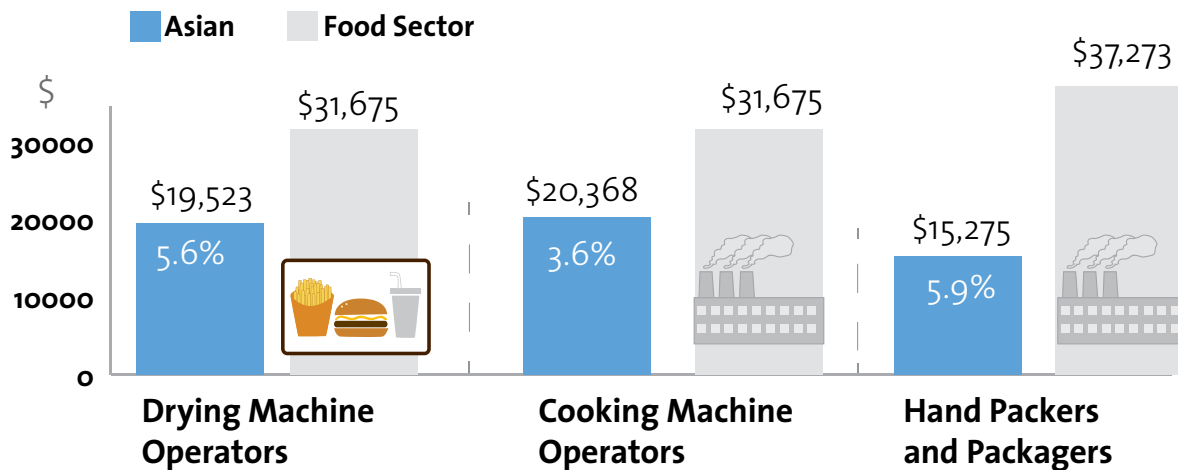 Asian Food Sector
$
30000
20000
10000
0
$19,523
5.6%
$31,675
$20,368
3.6%
$31,675
$15,275
5.9%
$37,273
Drying Machine
Operators
Cooking Machine
Operators
Hand Packers
and Packagers